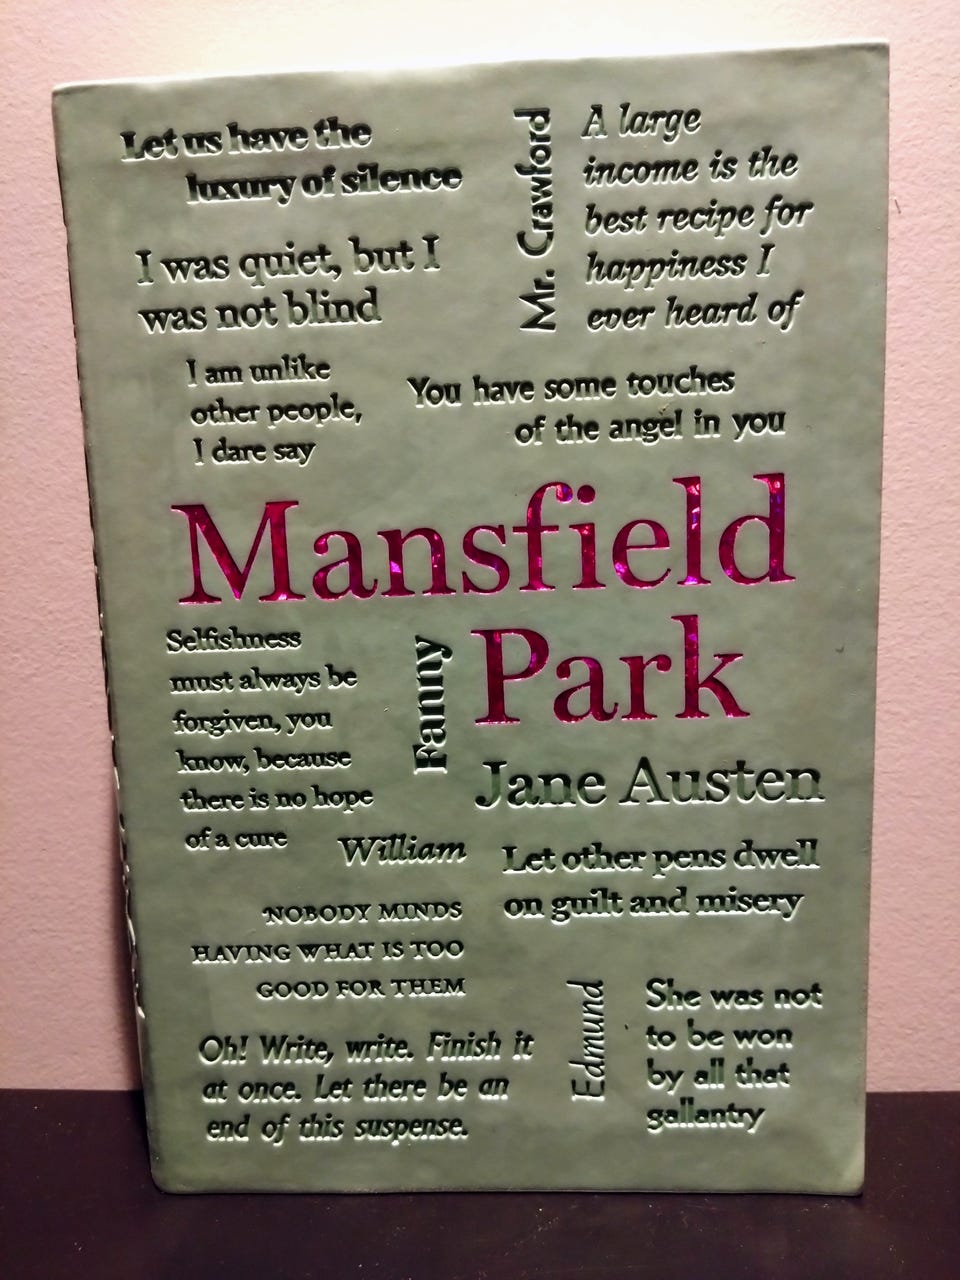 Let us have the
luxury of silence
Mr. Crawford
A large
income is the
best recipe for
happiness I
ever heard of
I was quiet, but I
was not blind
I am unlike
other people,
I dare say
You have some touches
of the angel in you
Mansfield
Park
Jane Austen
Selfishness
must always be
forgiven, you
know, because
there is no hope
of a cure
Fanny
William
Let other pens dwell
on guilt and misery
NOBODY MINDS
HAVING WHAT IS TOO
GOOD FOR THEM
Edmund
She was not
to be won
by all that
gallantry
Oh! Write, write. Finish it
at once. Let there be an
end of this suspense.